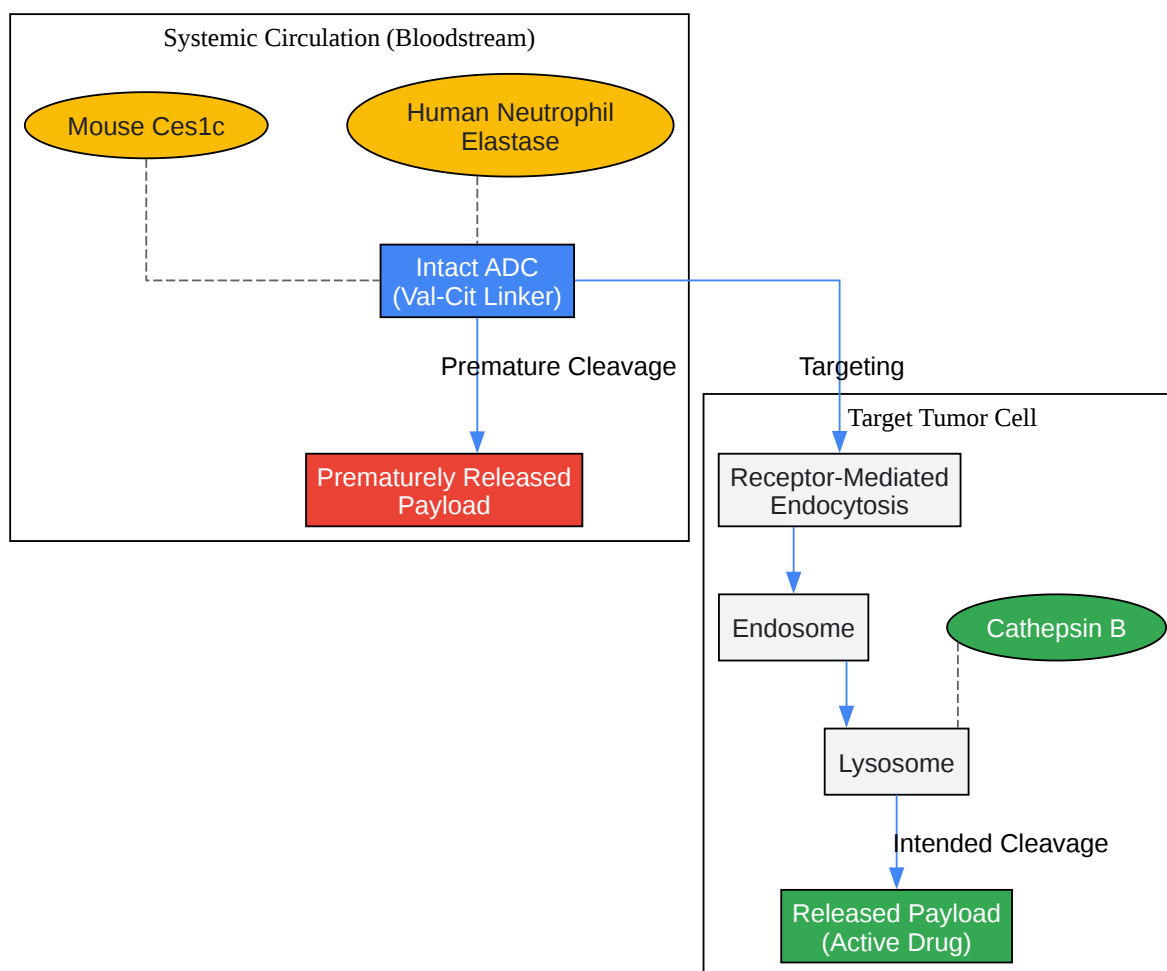 Systemic Circulation (Bloodstream)
Mouse Ces1c
Human Neutrophil
Elastase
Intact ADC
(Val-Cit Linker)
Premature Cleavage
Targeting
Prematurely Released
Payload
Target Tumor Cell
Receptor-Mediated
Endocytosis
Endosome
Cathepsin B
Lysosome
Intended Cleavage
Released Payload
(Active Drug)